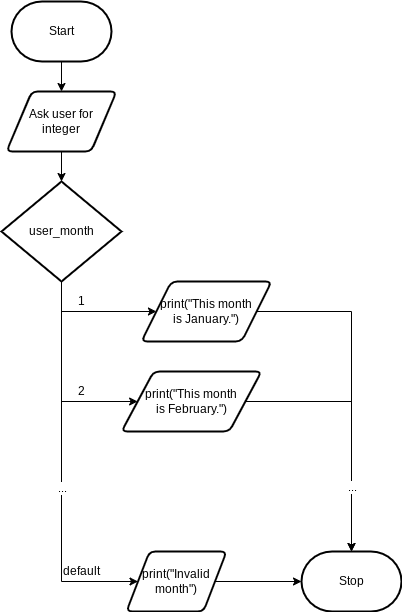 Start
Ask user for
integer
user_month
1
print("This month
is January.")
2
print("This month
is February.")
...
...
default
print("Invalid
month")
Stop